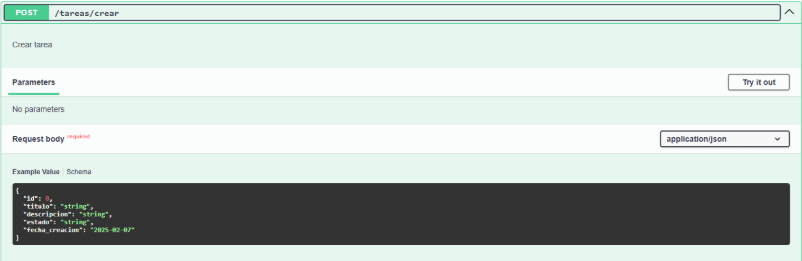 POST /tareas/crear
Crear tarea
Parameters
Try it out
No parameters
Request body required
application/json
Example Value Schema
{
"id": 0,
"titulo": "string",
"descripcion": "string",
"estado": "string",
"fecha_creacion": "2025-02-07"
}